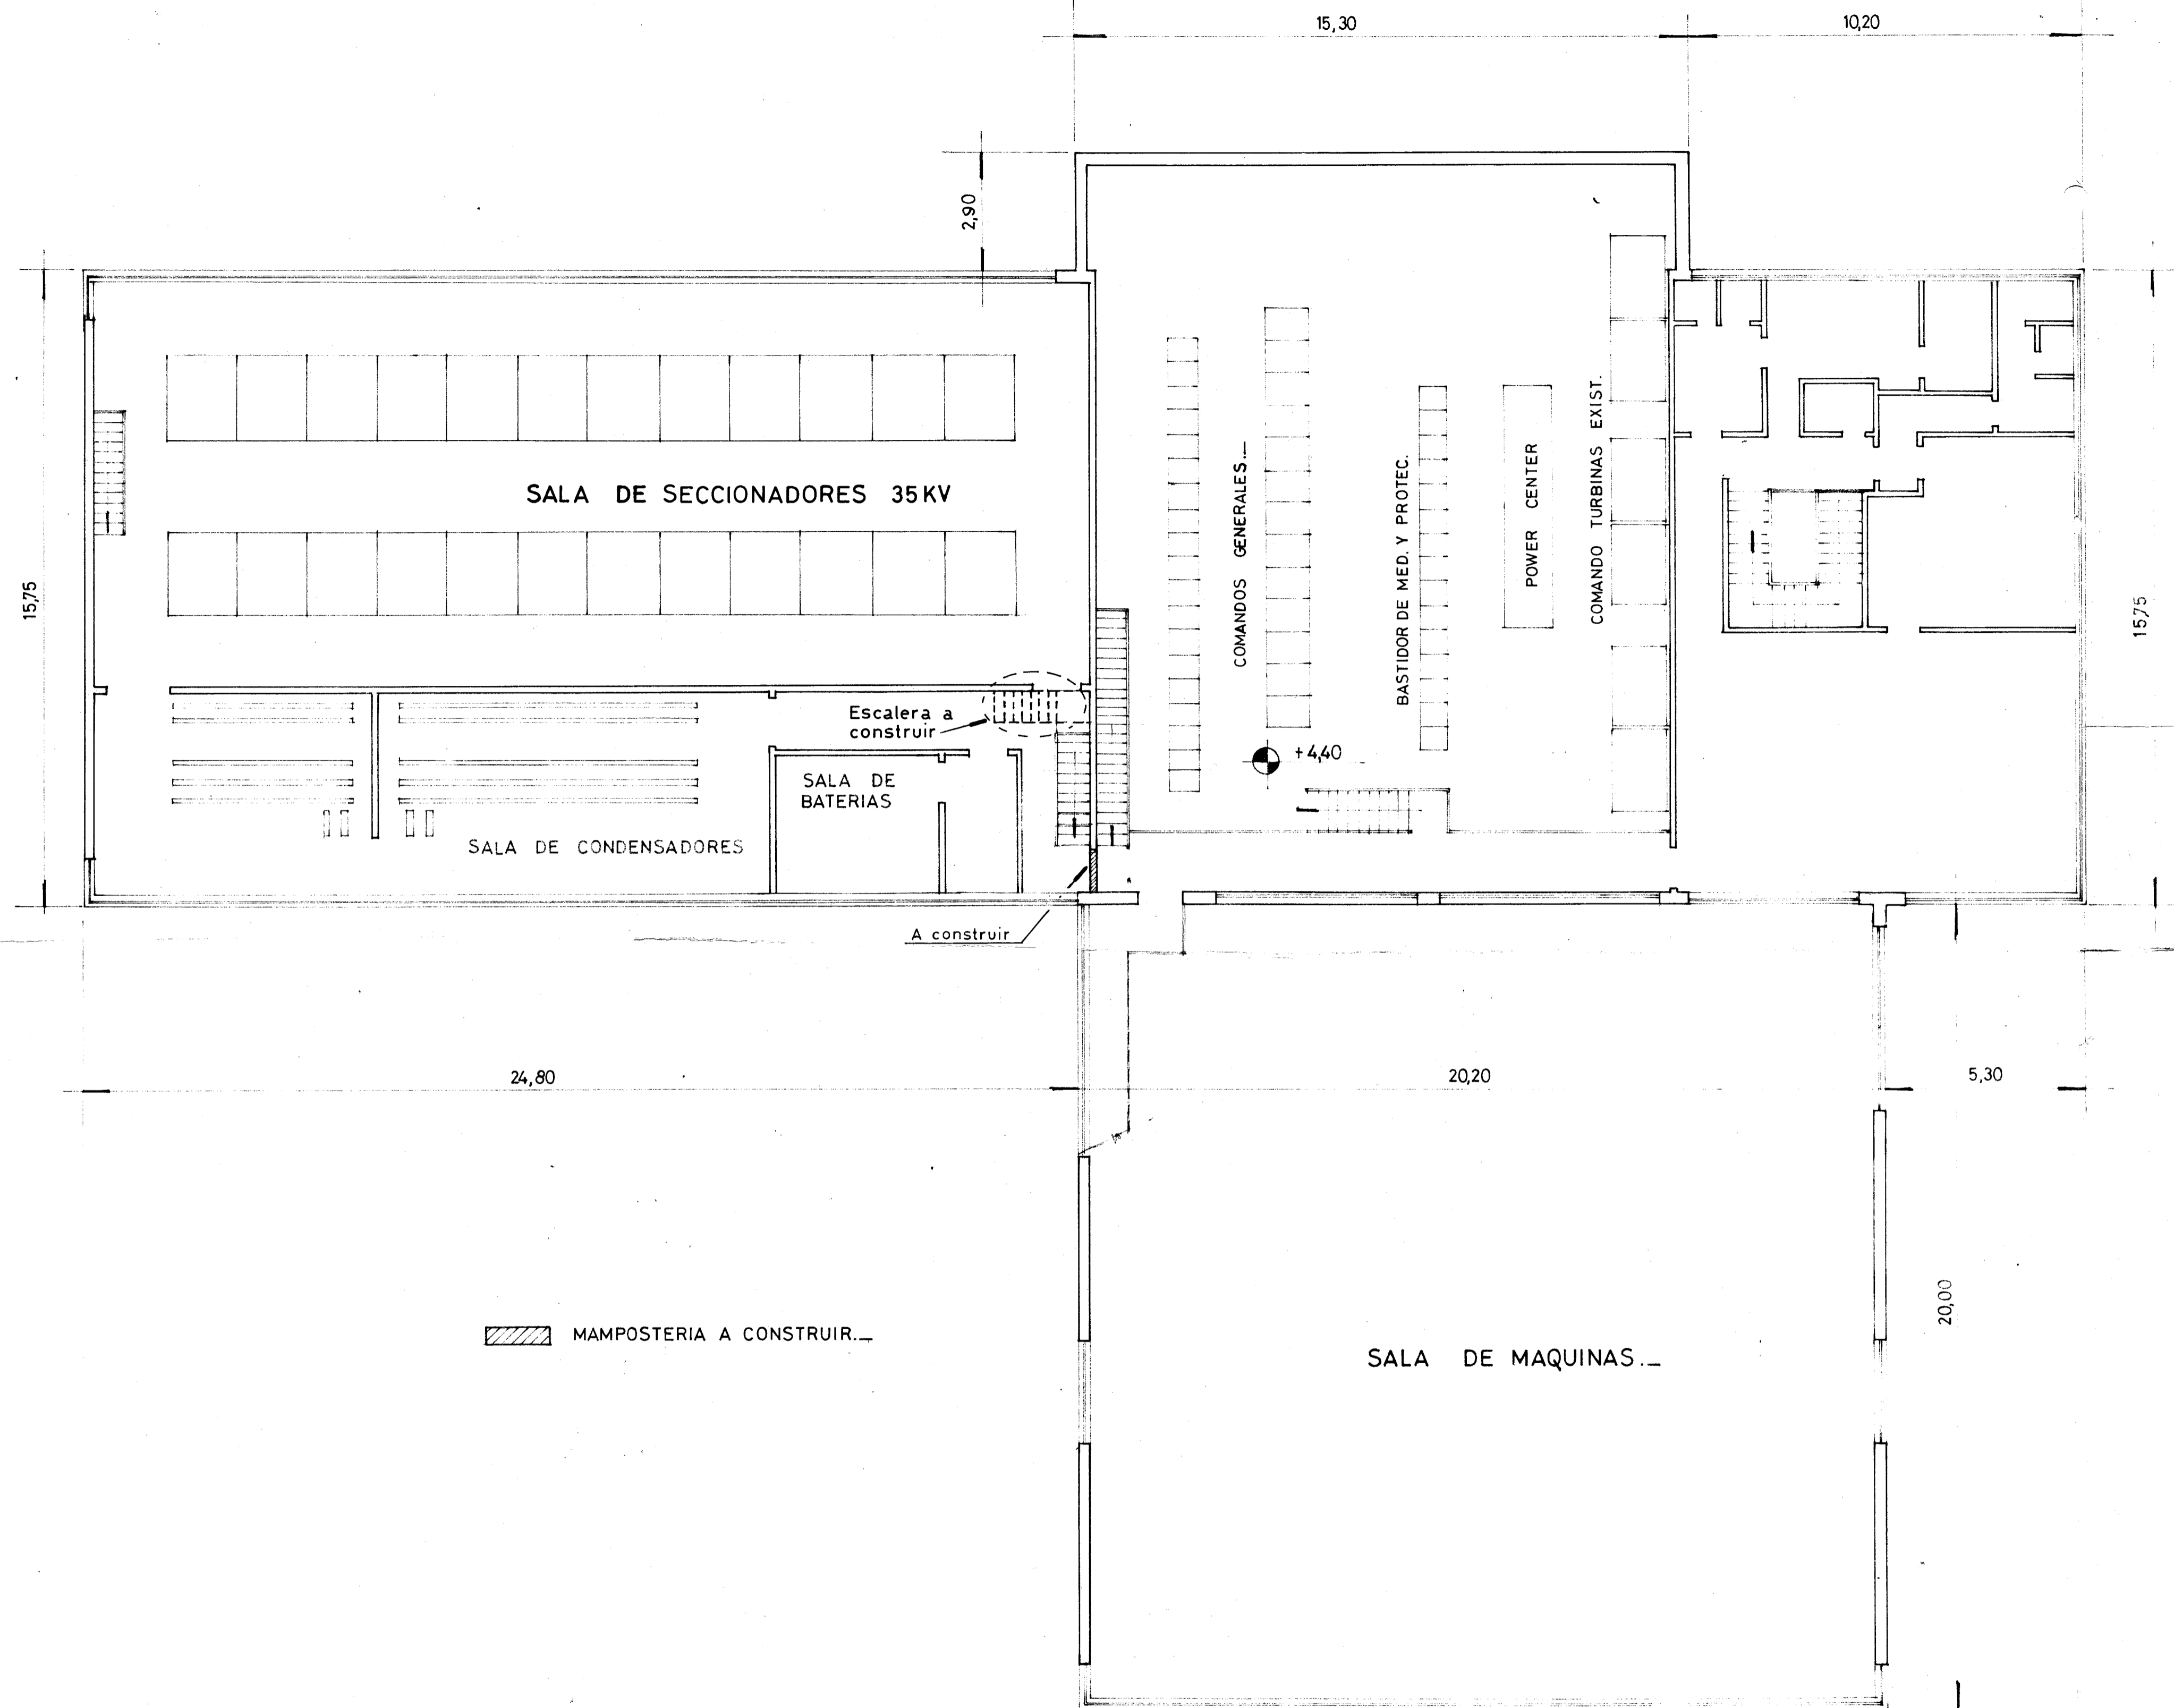 15,30
10,20
2,90
15,75
SALA DE SECCIONADORES 35KV
COMANDOS GENERALES._
BASTIDOR DE MED. Y PROTEC.
POWER CENTER
COMANDO TURBINAS EXIST.
15,75
Escalera a
construir
+4,40
SALA DE
BATERIAS
SALA DE CONDENSADORES
A construir
24,80
20,20
5,30
20,00
MAMPOSTERIA A CONSTRUIR._
SALA DE MAQUINAS._